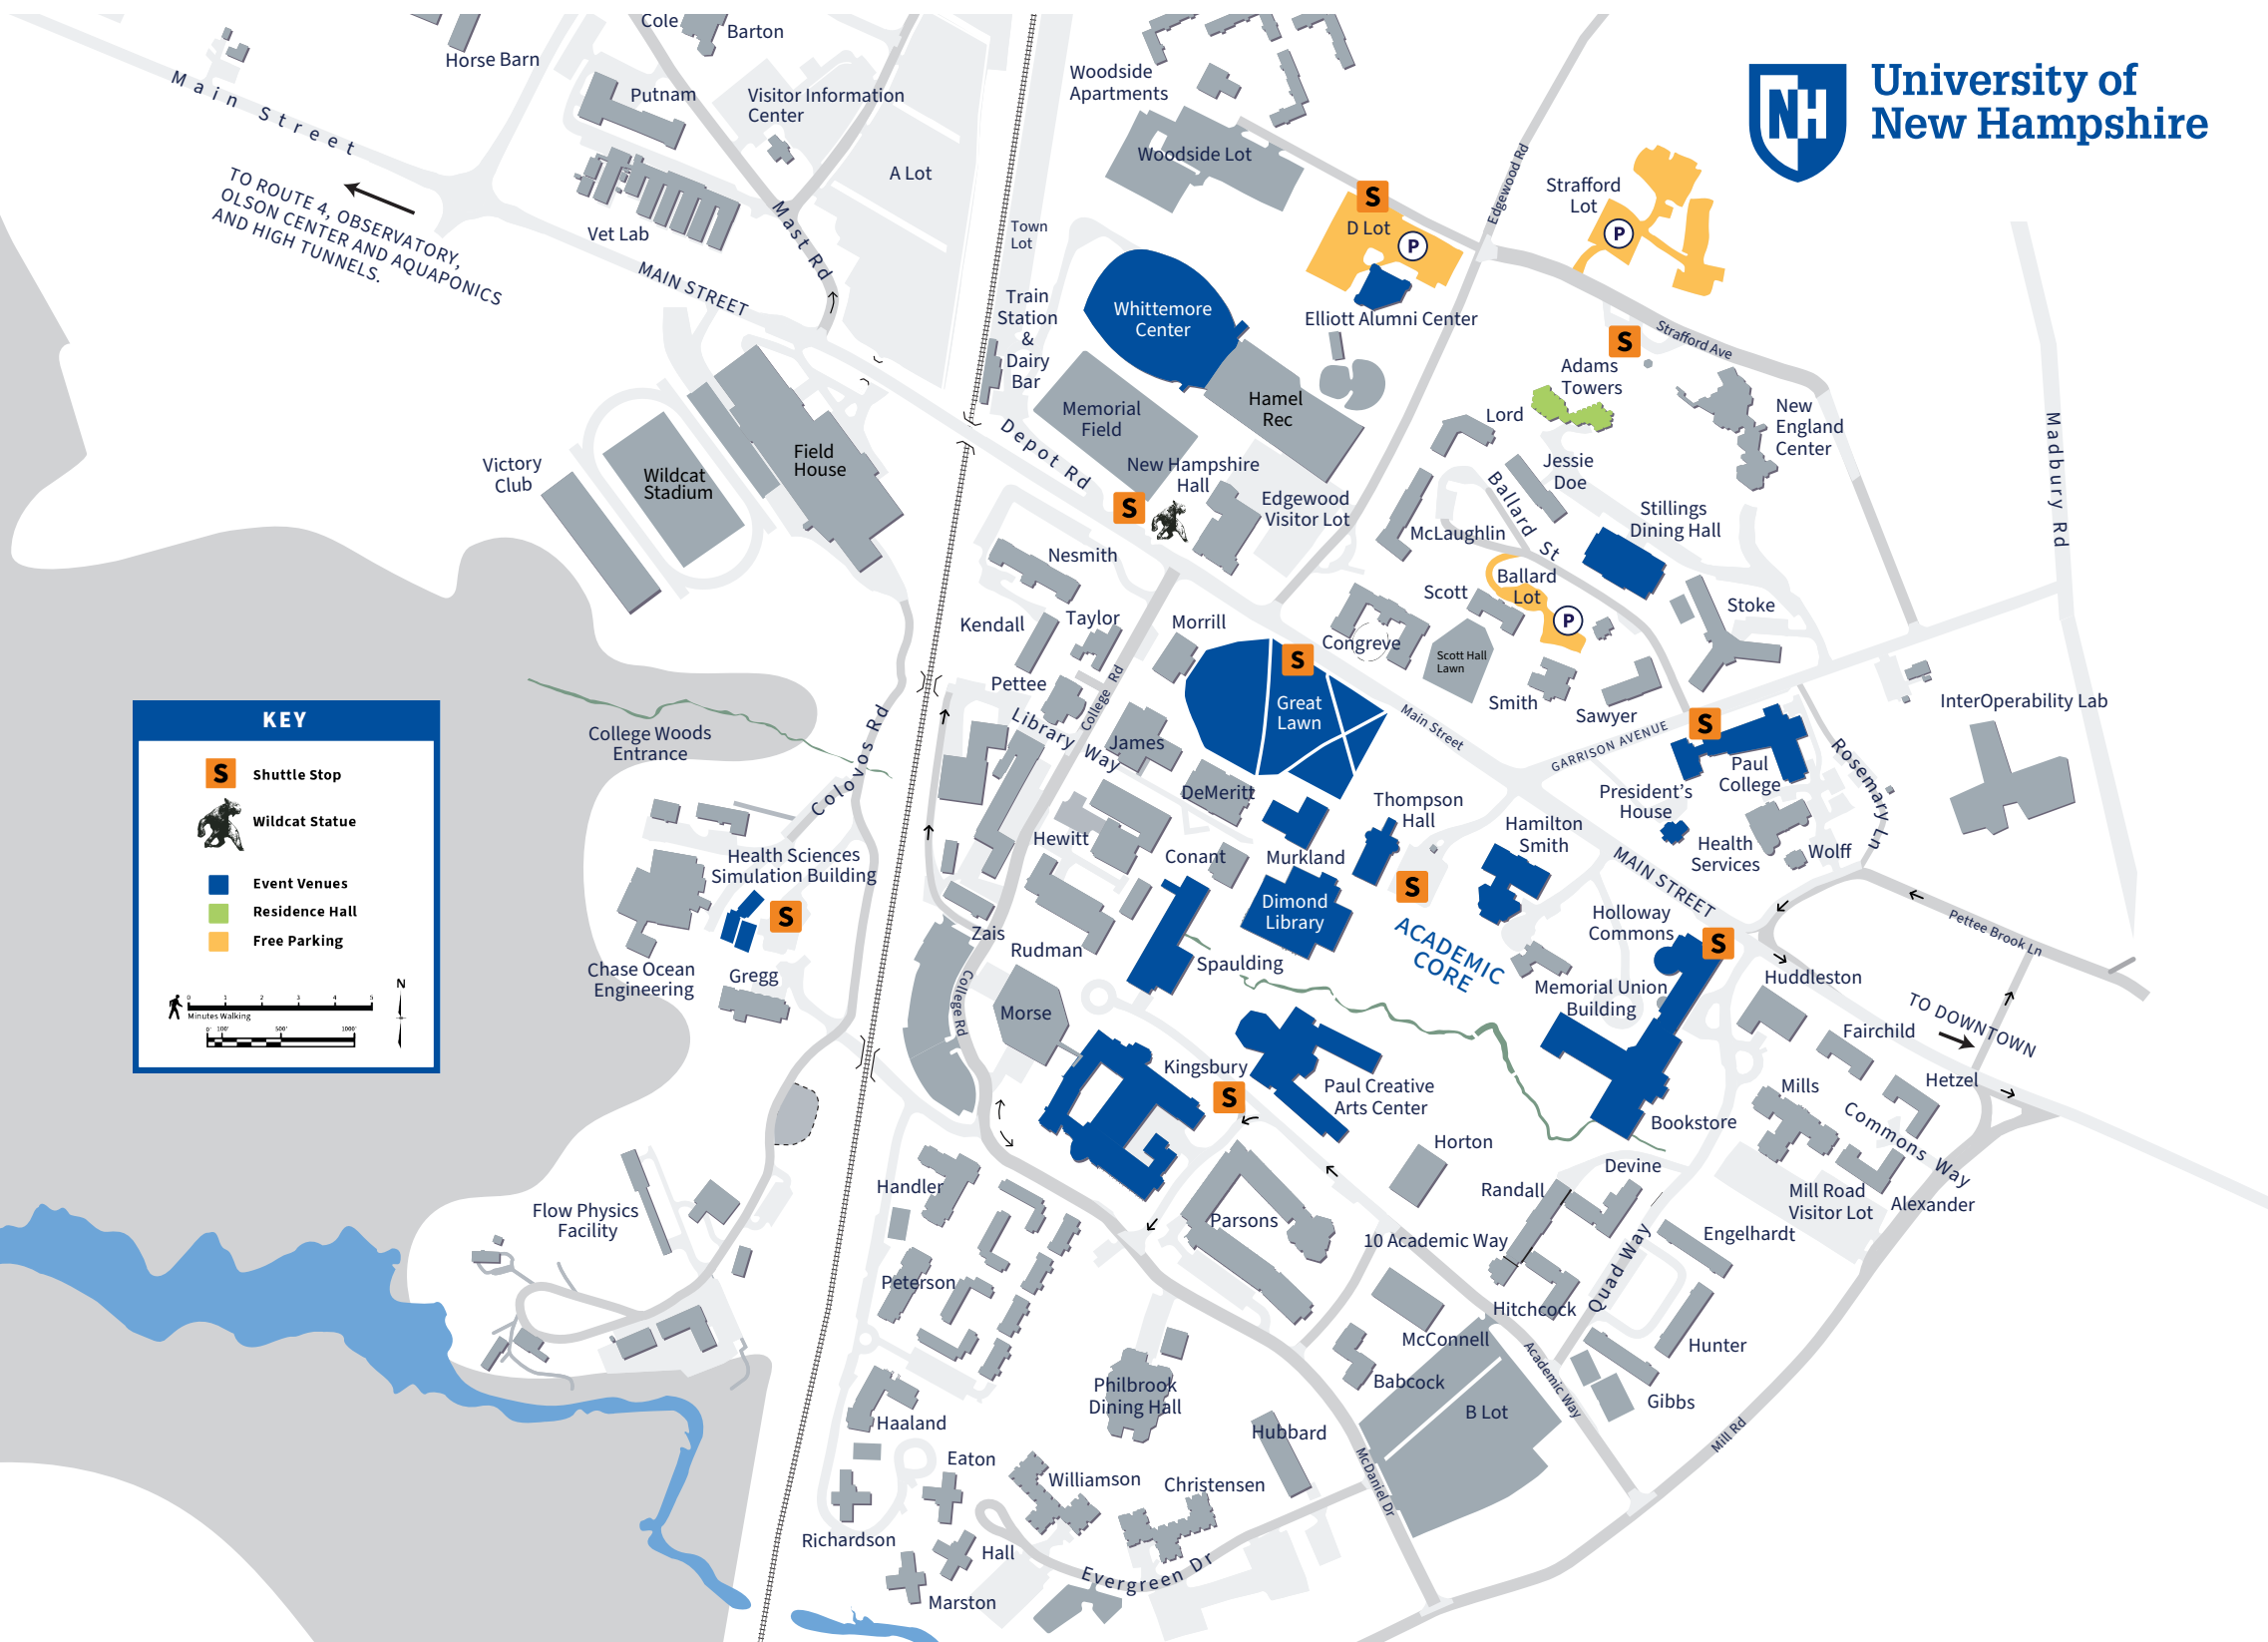 Cole
Barton
Horse Barn
Main Street
Putnam
Visitor Information
Center
A Lot
Woodside
Apartments
Woodside Lot
University of
New Hampshire
NH
TO ROUTE 4, OBSERVATORY,
OLSON CENTER AND AQUAPONICS
AND HIGH TUNNELS.
Vet Lab
MAIN STREET
Mast Rd
Town
Lot
S
D Lot
P
Edgewood Rd
Strafford
Lot
P
Train
Station
&
Dairy
Bar
Whittemore
Center
Elliott Alumni Center
S
Strafford Ave
Adams
Towers
Memorial
Field
Hamel
Rec
Lord
New
England
Center
Madbury Rd
Depot Rd
Victory
Club
Wildcat
Stadium
Field
House
New Hampshire
Hall
S
Edgewood
Visitor Lot
Jessie
Doe
Ballard St
McLaughlin
Stillings
Dining Hall
Nesmith
Ballard
Lot
P
Scott
Stoke
Kendall
Taylor
Morrill
Congreve
Scott Hall
Lawn
S
Great
Lawn
Pettee
College Rd
Library Way
James
Smith
Sawyer
Main Street
GARRISON AVENUE
S
Paul
College
InterOperability Lab
Rosemary Ln
KEY
S
Shuttle Stop
Wildcat Statue
Event Venues
Residence Hall
Free Parking
0 1 2 3 4 5
Minutes Walking
0' 100' 500' 1000'
N
College Woods
Entrance
Colovos Rd
DeMeritt
Hewitt
Conant
Murkland
Thompson
Hall
Hamilton
Smith
President's
House
Health
Services
Wolff
MAIN STREET
Health Sciences
Simulation Building
S
Chase Ocean
Engineering
Gregg
Zais
Rudman
Dimond
Library
S
ACADEMIC
CORE
Spaulding
Holloway
Commons
S
Pettee Brook Ln
Memorial Union
Building
Huddleston
Fairchild
TO DOWNTOWN
Hetzel
College Rd
Morse
Kingsbury
S
Paul Creative
Arts Center
Bookstore
Mills
Commons Way
Horton
Devine
Randall
Mill Road
Visitor Lot
Alexander
Handler
Flow Physics
Facility
Parsons
10 Academic Way
Engelhardt
Quad Way
Peterson
Hitchcock
Hunter
McConnell
Academic Way
Babcock
Gibbs
Philbrook
Dining Hall
B Lot
Mill Rd
Haaland
Hubbard
McDaniel Dr
Eaton
Williamson
Christensen
Richardson
Hall
Evergreen Dr
Marston